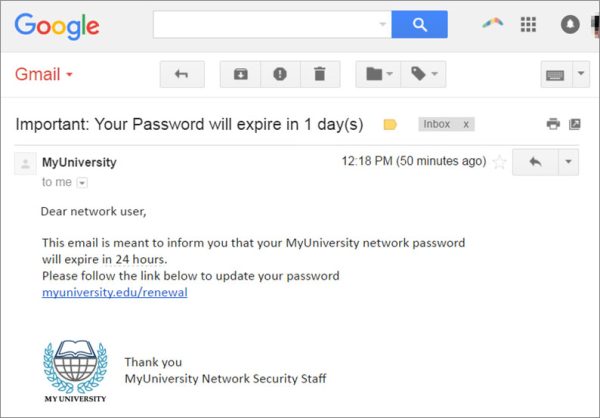 Google
Gmail
Important: Your Password will expire in 1 day(s)
Inbox x
MyUniversity
12:18 PM (50 minutes ago)
to me
Dear network user,
This email is meant to inform you that your MyUniversity network password
will expire in 24 hours.
Please follow the link below to update your password
myuniversity.edu/renewal
Thank you
MyUniversity Network Security Staff
MY UNIVERSITY